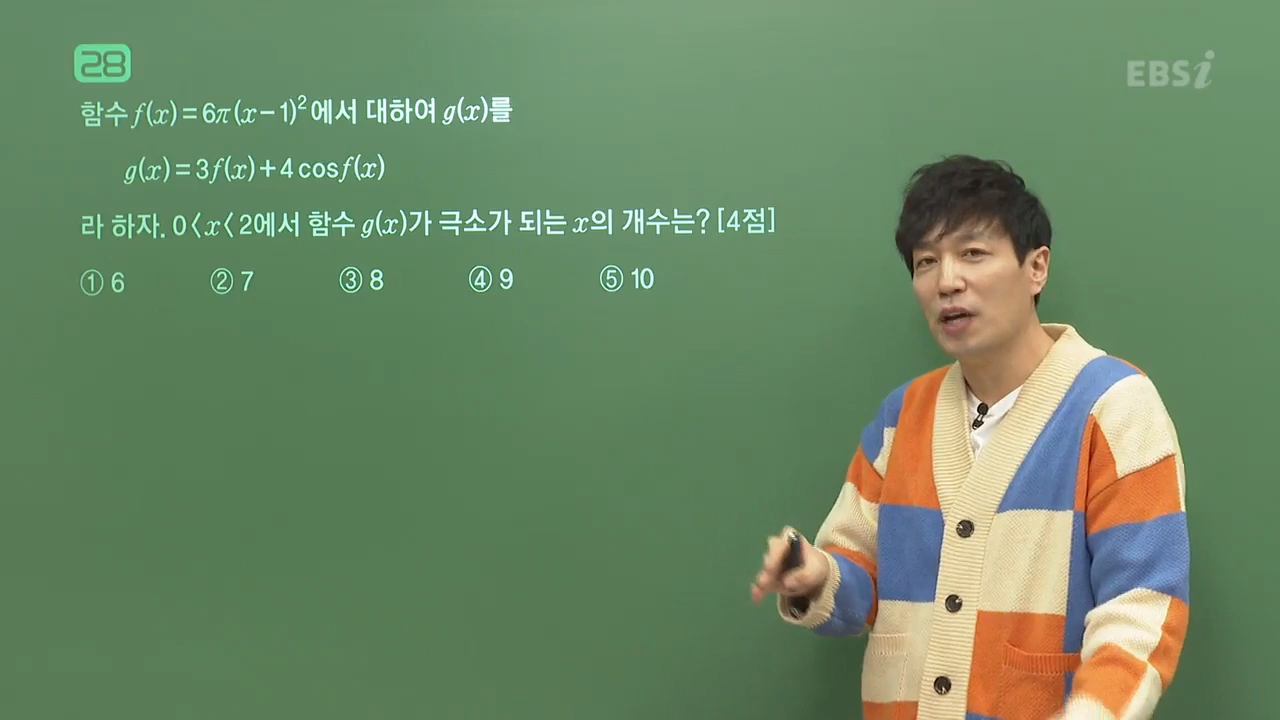 28
EBSi
함수 f(x)=6π(x-1)²에서 대하여 g(x)를
g(x)=3f(x)+4cosf(x)
라 하자. 0<x<2에서 함수 g(x)가 극소가 되는 x의 개수는? [4점]
① 6 ② 7 ③ 8 ④ 9 ⑤ 10